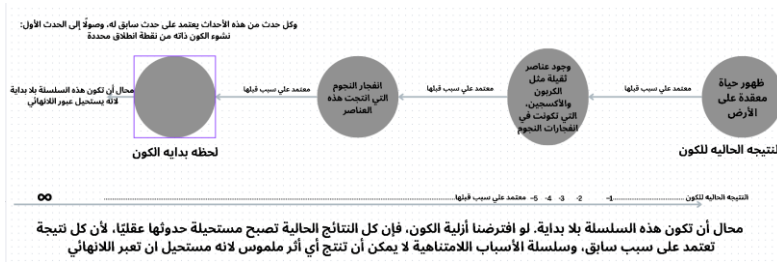 وكل حدث من هذه الأحداث يعتمد على حدث سابق له، وصولًا إلى الحدث الأول:
نشوء الكون ذاته من نقطة انطلاق محددة
ظهور حياة
معقدة على
الأرض
معتمد علي سبب قبلها
وجود عناصر
ثقيلة مثل
الكربون
والأكسجين،
التي تكونت في
انفجارات النجوم
معتمد علي سبب قبلها
انفجار النجوم
التي انتجت هذه
العناصر
معتمد علي سبب قبلها
محال أن تكون هذه السلسلة بلا بداية
لانه يستحيل عبور اللانهائي
النتيجه الحاليه للكون
لحظه بدايه الكون
النتيجه الحاليه للكون ......................-1 -2 -3 -4 -5 معتمد علي سبب قبلها ...................... ∞
محال أن تكون هذه السلسلة بلا بداية. لو افترضنا أزلية الكون، فإن كل النتائج الحالية تصبح مستحيلة حدوثها عقليًا، لأن كل نتيجة
تعتمد على سبب سابق، وسلسلة الأسباب اللامتناهية لا يمكن أن تنتج أي أثر ملموس لانه مستحيل ان تعبر اللانهائي